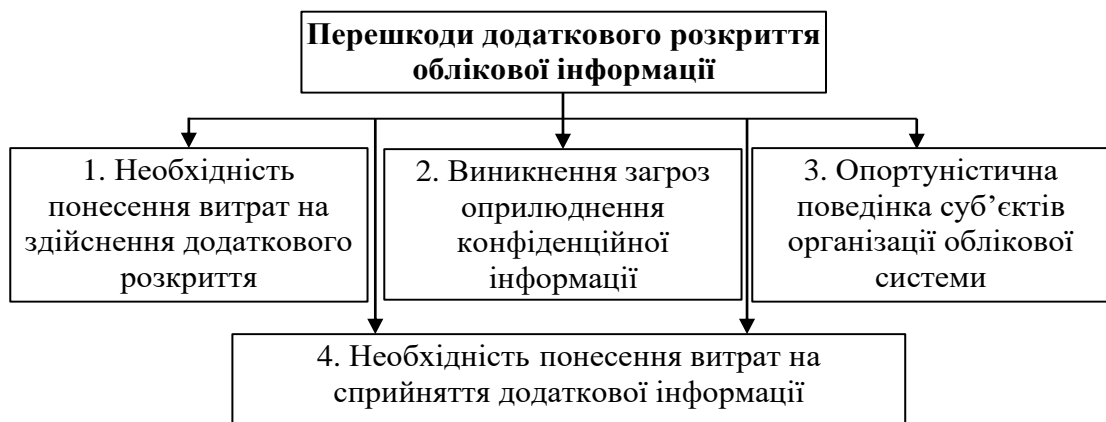 Перешкоди додаткового розкриття
облікової інформації
1. Необхідність
понесення витрат на
здійснення додаткового
розкриття
2. Виникнення загроз
оприлюднення
конфіденційної
інформації
3. Опортуністична
поведінка суб’єктів
організації облікової
системи
4. Необхідність понесення витрат на
сприйняття додаткової інформації